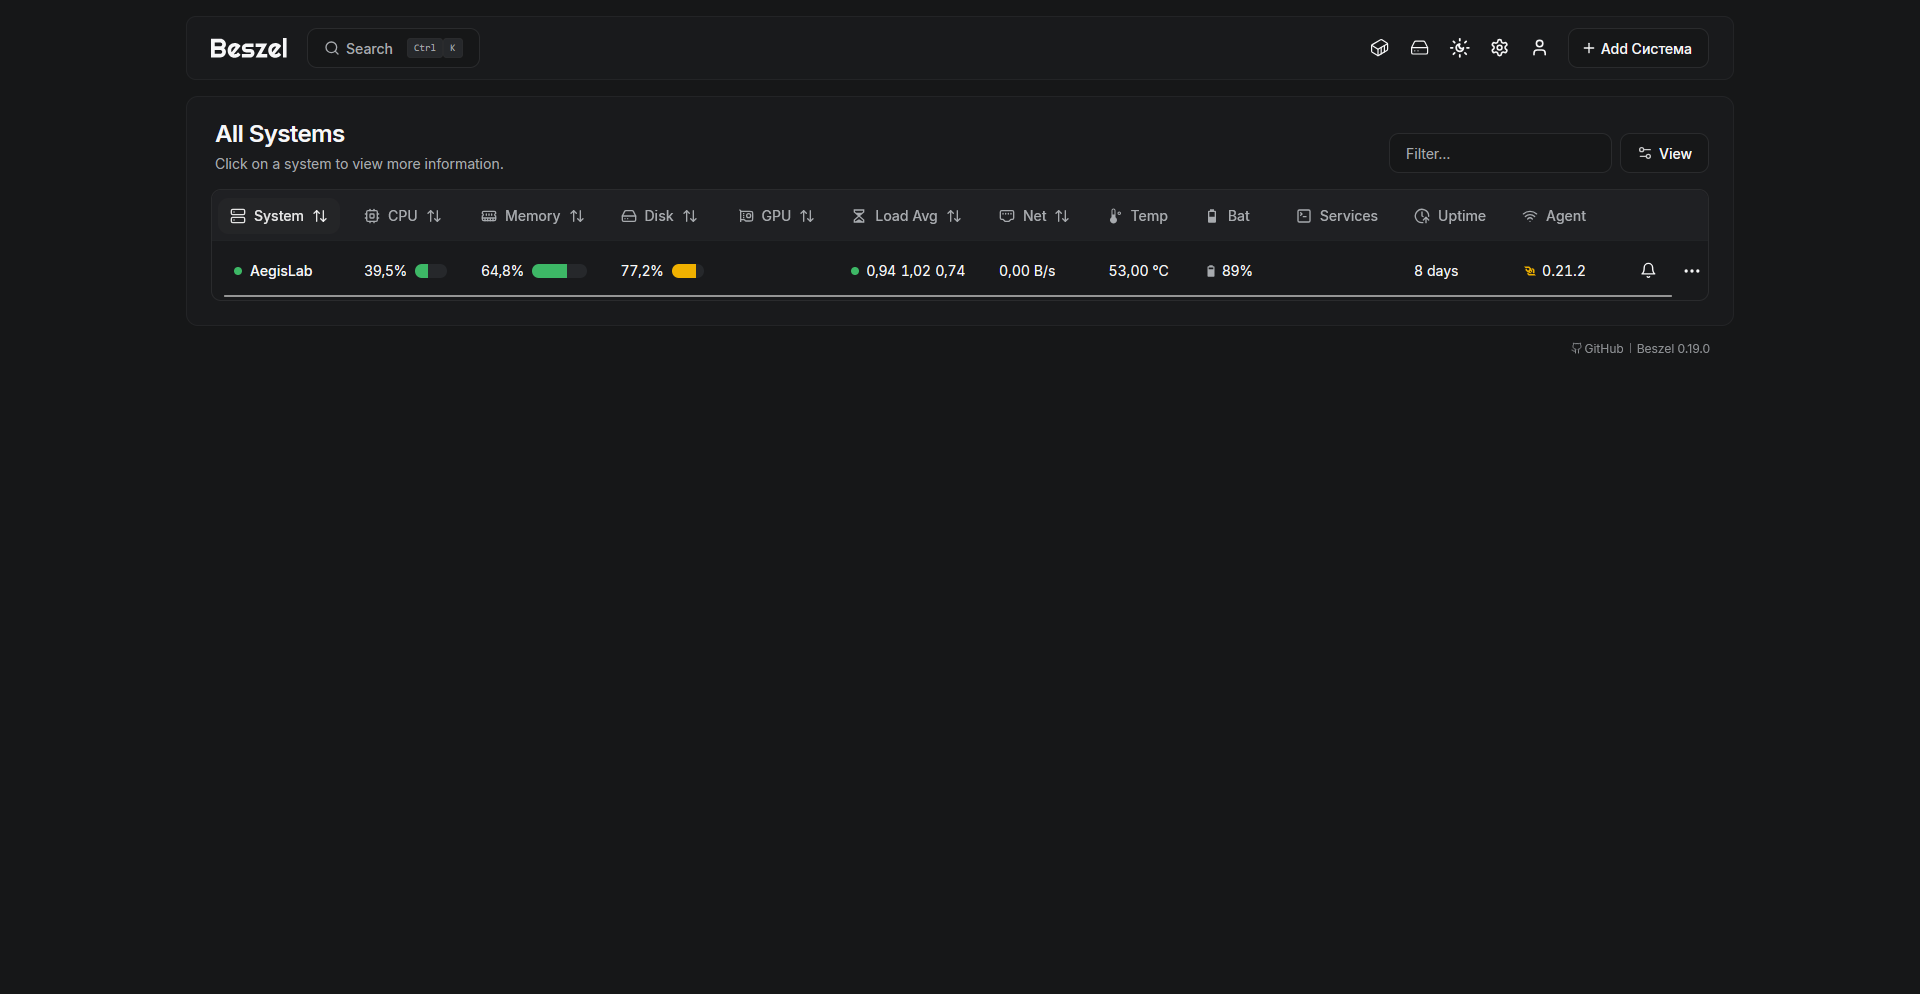 Beszel Search Ctrl K + Add Система
All Systems
Click on a system to view more information.
Filter... View
System CPU Memory Disk GPU Load Avg Net Temp Bat Services Uptime Agent
AegisLab 39,5% 64,8% 77,2% 0,94 1,02 0,74 0,00 B/s 53,00 °C 89% 8 days 0.21.2
GitHub | Beszel 0.19.0